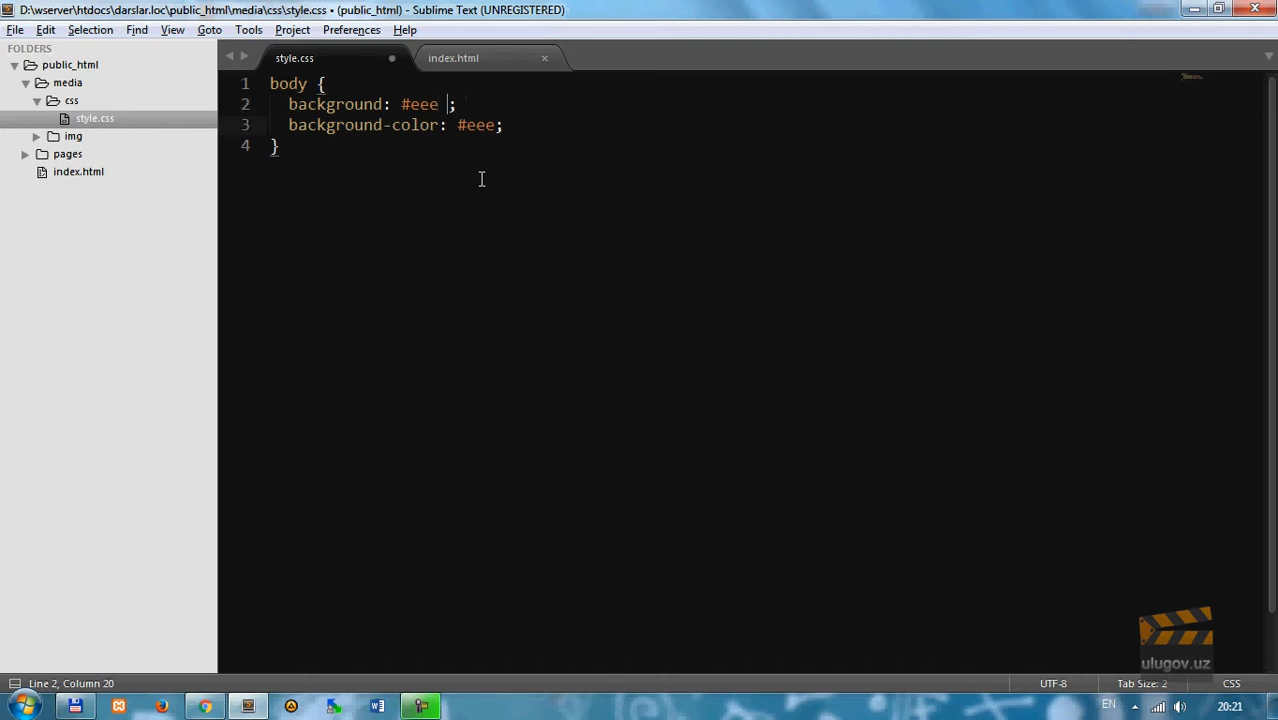 D:\wserver\htdocs\darslar.loc\public_html\media\css\style.css • (public_html) - Sublime Text (UNREGISTERED)
File Edit Selection Find View Goto Tools Project Preferences Help
FOLDERS
public_html
media
css
style.css
img
pages
index.html
style.css
index.html
1 body {
2 background: #eee ;
3 background-color: #eee;
4 }
ulugov.uz
Line 2, Column 20
UTF-8
Tab Size: 2
CSS
EN
20:21